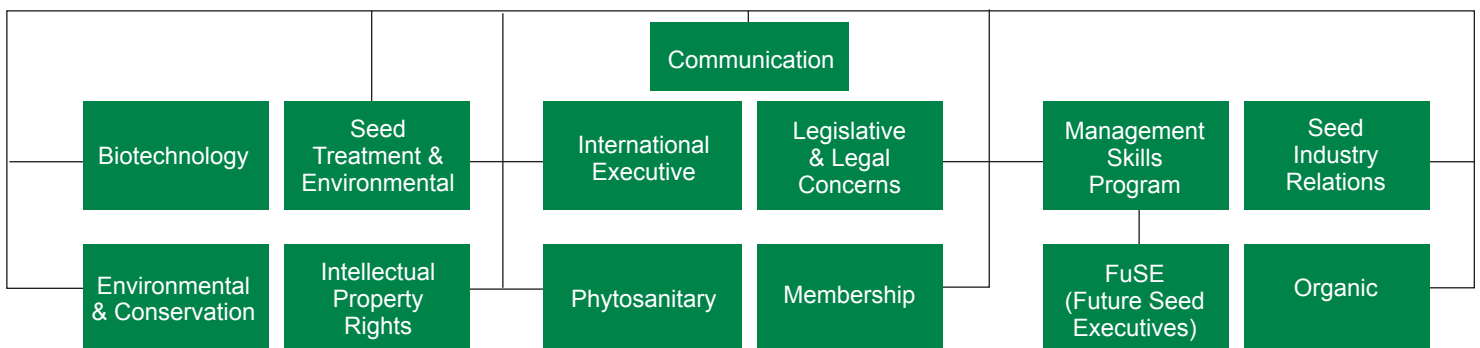 Communication
Biotechnology
Seed
Treatment &
Environmental
International
Executive
Legislative
& Legal
Concerns
Management
Skills
Program
Seed
Industry
Relations
Environmental
& Conservation
Intellectual
Property
Rights
Phytosanitary
Membership
FuSE
(Future Seed
Executives)
Organic